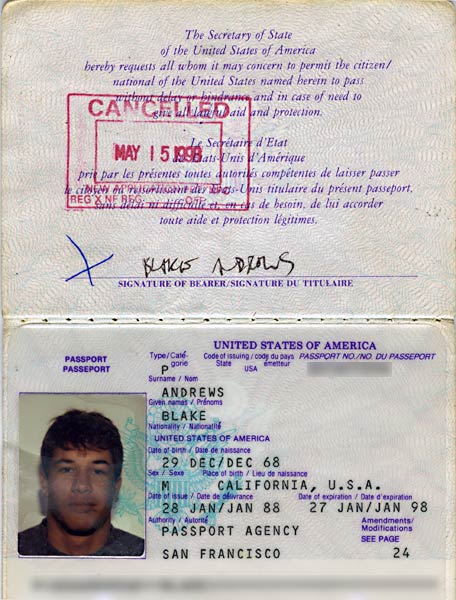 The Secretary of State
of the United States of America
hereby requests all whom it may concern to permit the citizen/
national of the United States named herein to pass
without delay or hindrance and in case of need to
give all lawful aid and protection.
CANCELLED
MAY 15 1998
Le Secrétaire d'Etat
des Etats-Unis d'Amérique
prie par les présentes toutes autorités compétentes de laisser passer
le citoyen ou ressortissant des Etats-Unis titulaire du présent passeport,
sans délai ni difficulté et, en cas de besoin, de lui accorder
toute aide et protection légitimes.
BLAKE ANDREWS
SIGNATURE OF BEARER/SIGNATURE DU TITULAIRE
UNITED STATES OF AMERICA
PASSPORT
PASSEPORT
Type/Caté-gorie Code of issuing / code du pays PASSPORT NO./NO. DU PASSEPORT
State émetteur
P USA
Surname / Nom
ANDREWS
Given names / Prénoms
BLAKE
Nationality / Nationalité
UNITED STATES OF AMERICA
Date of birth / Date de naissance
29 DEC/DEC 68
Sex / Sexe Place of birth / Lieu de naissance
M CALIFORNIA, U.S.A.
Date of issue / Date de délivrance Date of expiration / Date d'expiration
28 JAN/JAN 88 27 JAN/JAN 98
Authority / Autorité Amendments/
Modifications
PASSPORT AGENCY SEE PAGE
SAN FRANCISCO 24